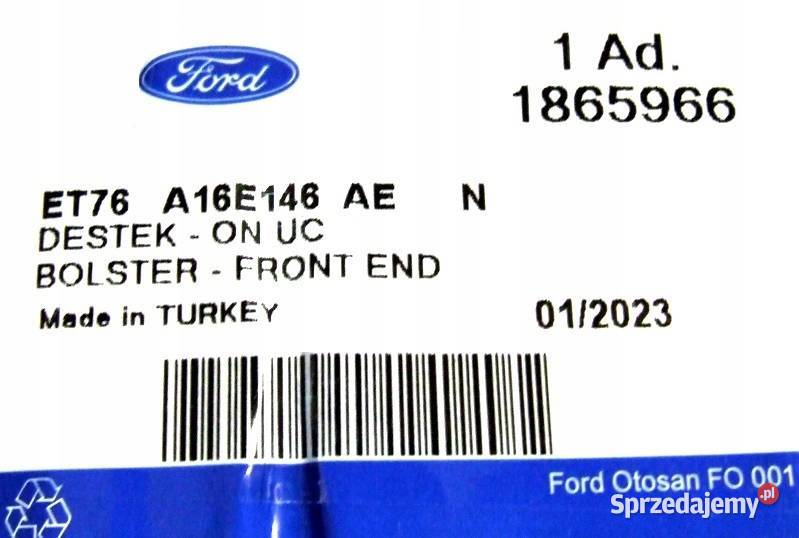 Ford
1 Ad.
1865966
ET76 A16E146 AE N
DESTEK - ON UC
BOLSTER - FRONT END
Made in TURKEY 01/2023
Ford Otosan FO 001
Sprzedajemy.pl